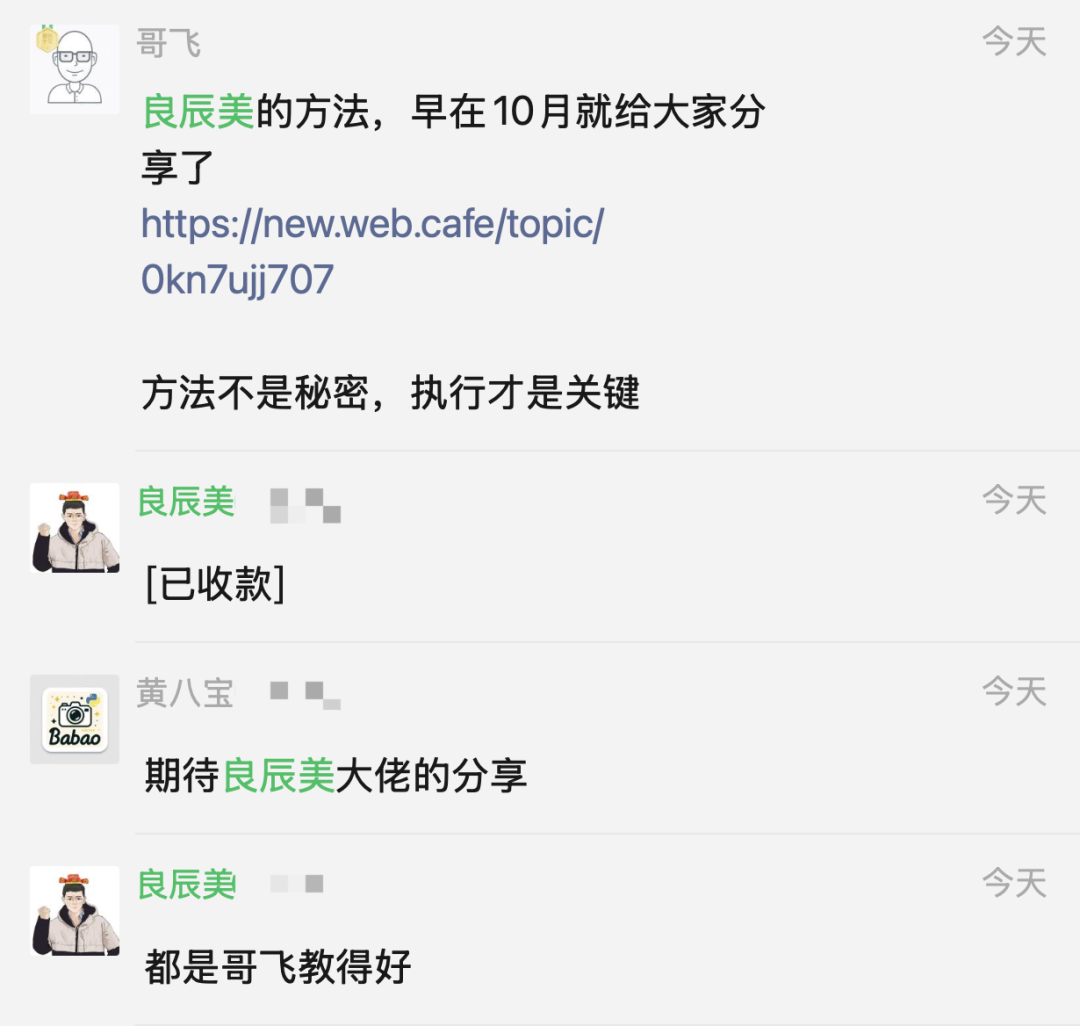 哥飞
今天
良辰美的方法，早在10月就给大家分
享了
https://new.web.cafe/topic/
0kn7ujj707
方法不是秘密，执行才是关键
良辰美
今天
[已收款]
Babao
黄八宝
今天
期待良辰美大佬的分享
良辰美
今天
都是哥飞教得好